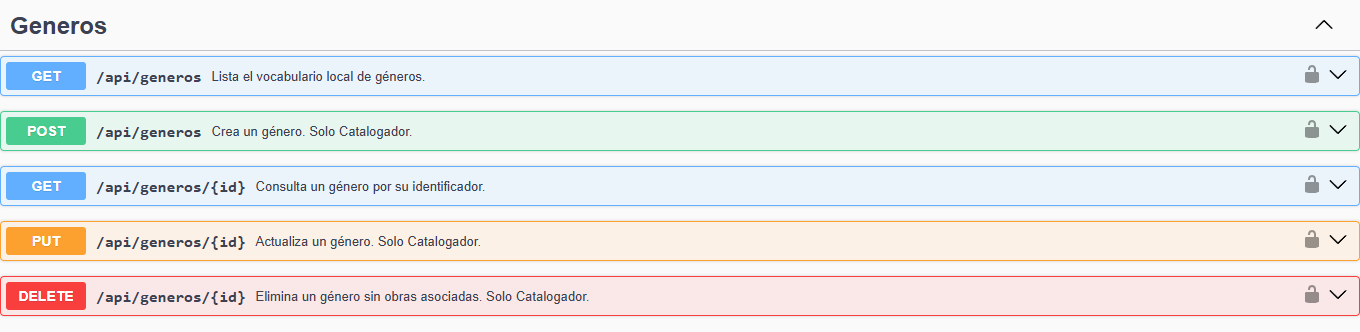 Generos
GET /api/generos Lista el vocabulario local de géneros.
POST /api/generos Crea un género. Solo Catalogador.
GET /api/generos/{id} Consulta un género por su identificador.
PUT /api/generos/{id} Actualiza un género. Solo Catalogador.
DELETE /api/generos/{id} Elimina un género sin obras asociadas. Solo Catalogador.